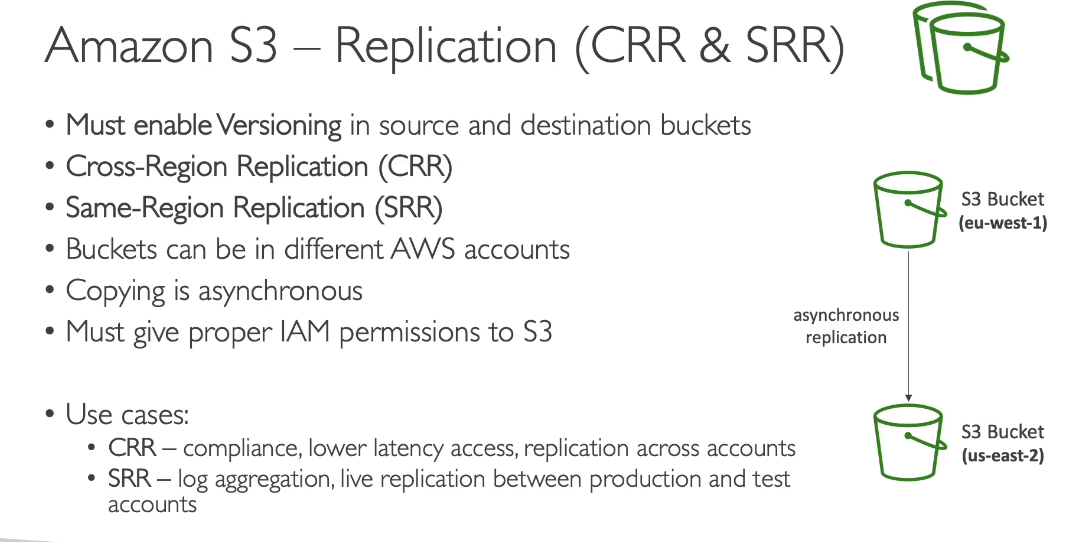 Amazon S3 – Replication (CRR & SRR)
• Must enable Versioning in source and destination buckets
• Cross-Region Replication (CRR)
• Same-Region Replication (SRR)
• Buckets can be in different AWS accounts
• Copying is asynchronous
• Must give proper IAM permissions to S3
• Use cases:
• CRR – compliance, lower latency access, replication across accounts
• SRR – log aggregation, live replication between production and test
accounts
S3 Bucket
(eu-west-1)
asynchronous
replication
S3 Bucket
(us-east-2)